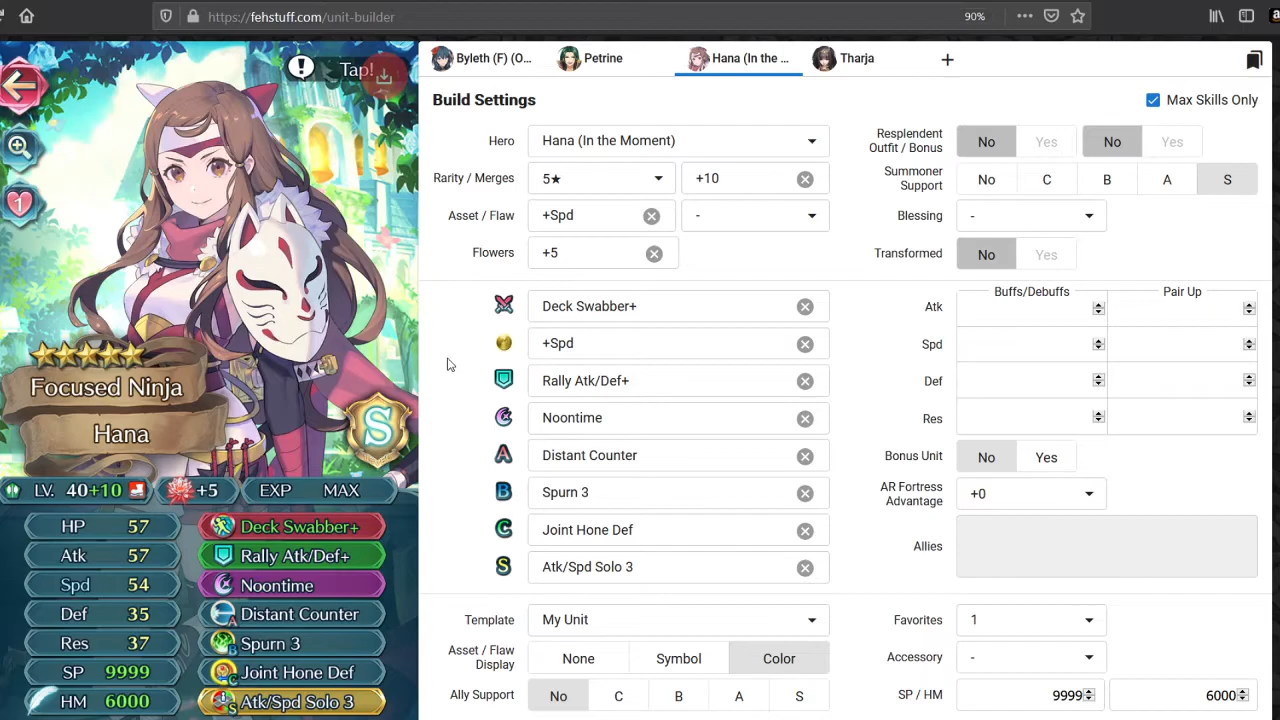 https://fehstuff.com/unit-builder
90%
Tap!
Focused Ninja
Hana
S
LV. 40+10
+5
EXP MAX
HP 57
Atk 57
Spd 54
Def 35
Res 37
SP 9999
HM 6000
Deck Swabber+
Rally Atk/Def+
Noontime
Distant Counter
A
Spurn 3
B
Joint Hone Def
C
Atk/Spd Solo 3
S
1
Byleth (F) (O...
Petrine
Hana (In the ...
Tharja
+
Build Settings
Max Skills Only
Hero
Hana (In the Moment)
Rarity / Merges
5★
+10
Asset / Flaw
+Spd
-
Flowers
+5
Resplendent
Outfit / Bonus
No Yes No Yes
Summoner
Support
No C B A S
Blessing
-
Transformed
No Yes
Deck Swabber+
+Spd
Rally Atk/Def+
Noontime
A
Distant Counter
B
Spurn 3
C
Joint Hone Def
S
Atk/Spd Solo 3
Buffs/Debuffs
Pair Up
Atk
Spd
Def
Res
Bonus Unit
No Yes
AR Fortress
Advantage
+0
Allies
Template
My Unit
Asset / Flaw
Display
None Symbol Color
Ally Support
No C B A S
Favorites
1
Accessory
-
SP / HM
9999
6000